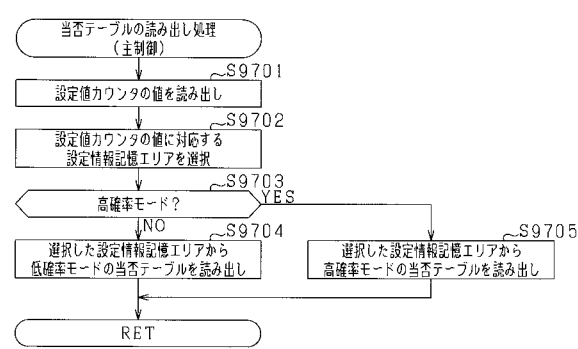 当否テーブルの読み出し処理
(主制御)
S9701
設定値カウンタの値を読み出し
S9702
設定値カウンタの値に対応する
設定情報記憶エリアを選択
S9703
高確率モード?
YES
NO
S9704
選択した設定情報記憶エリアから
低確率モードの当否テーブルを読み出し
S9705
選択した設定情報記憶エリアから
高確率モードの当否テーブルを読み出し
RET